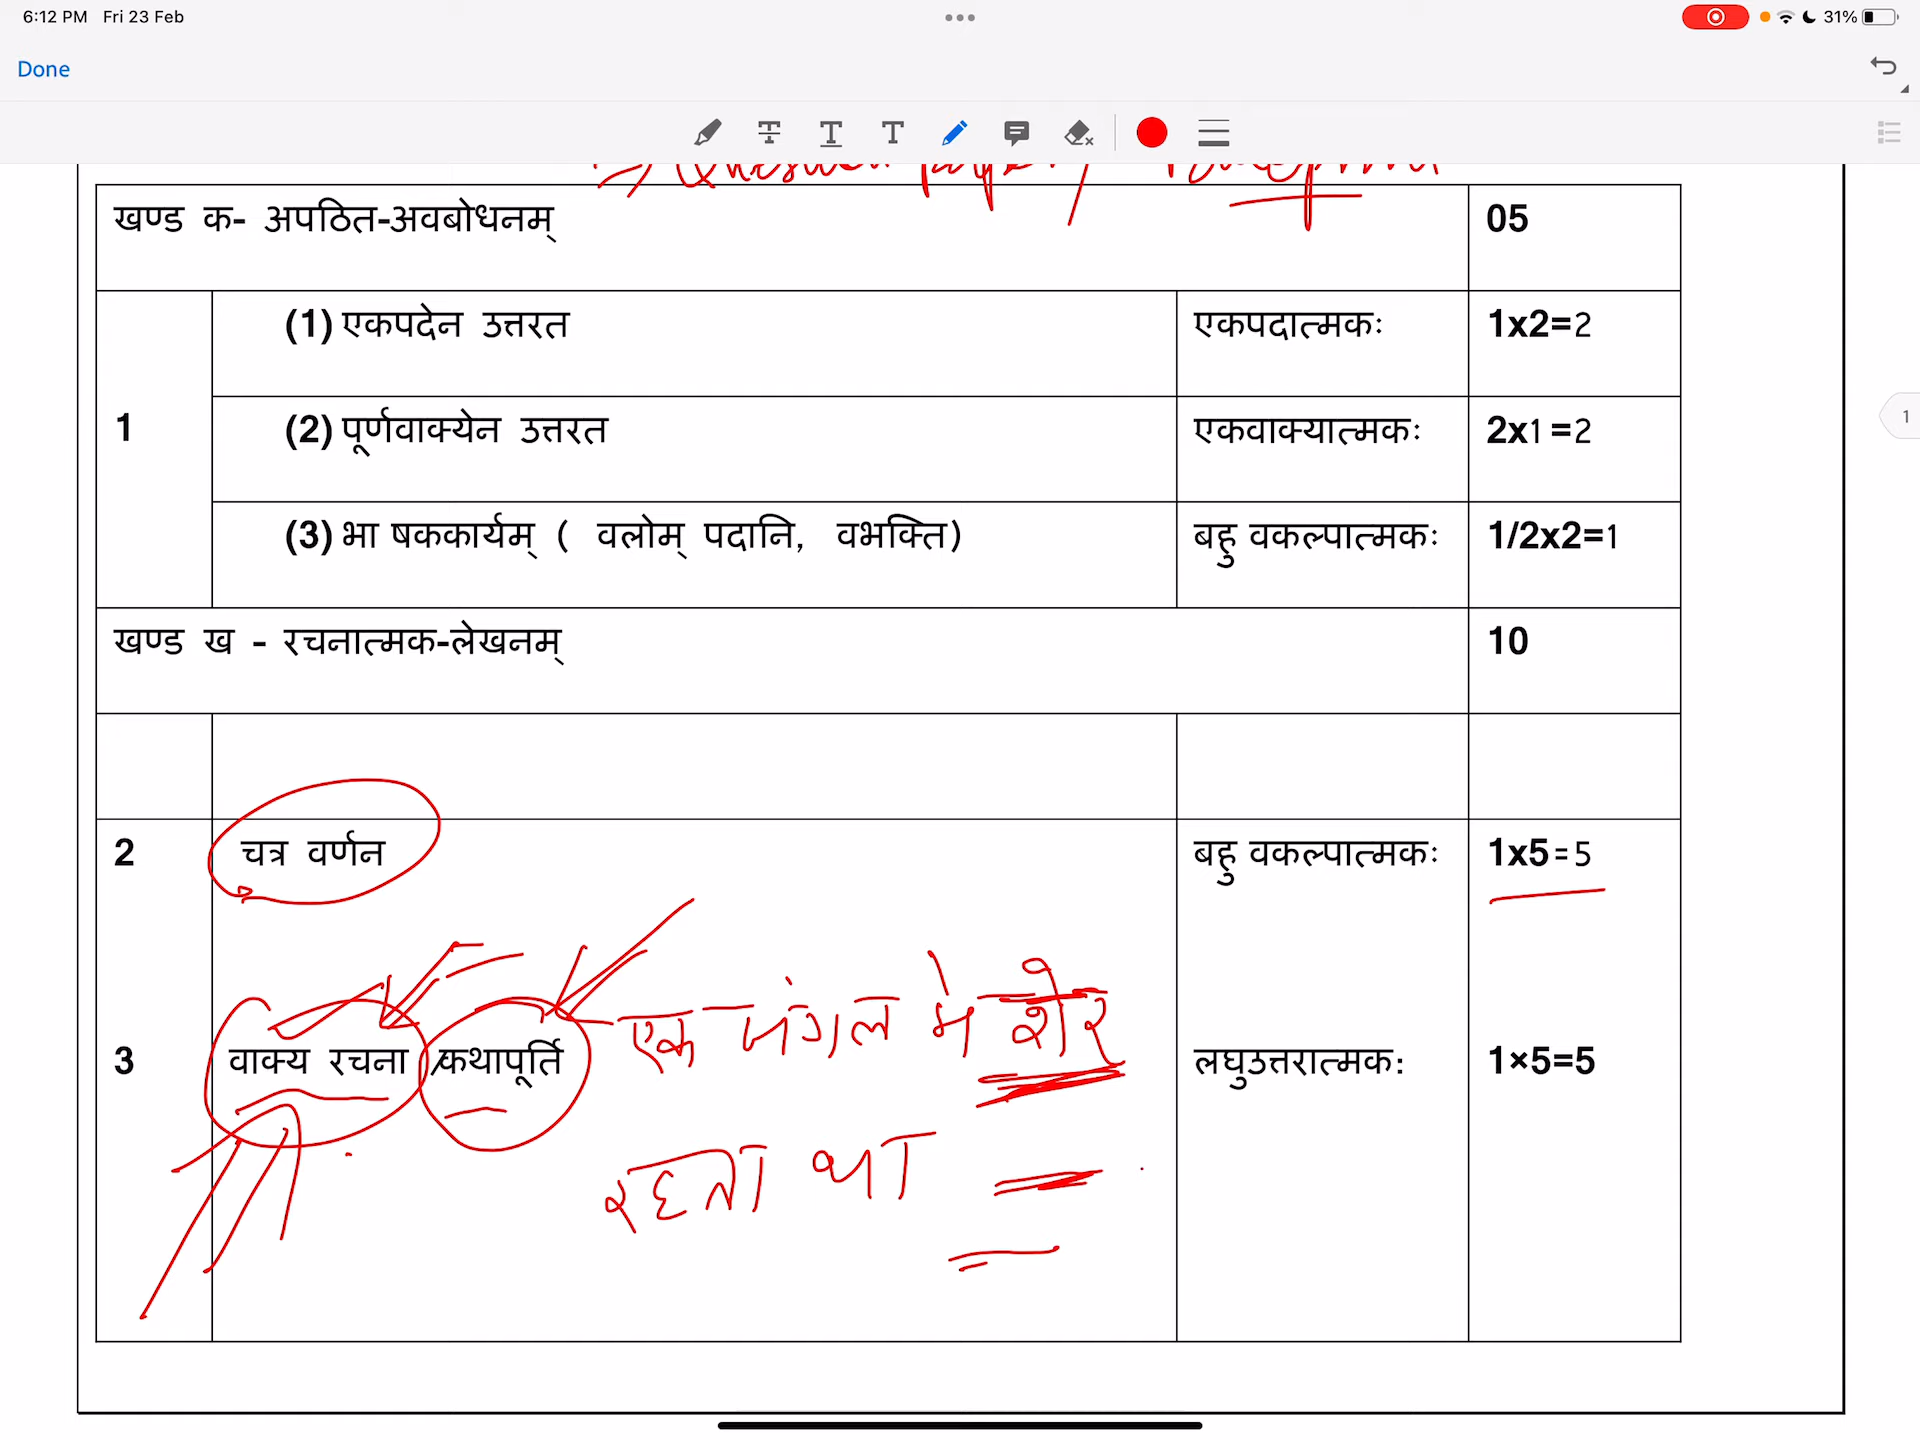 6:12 PM Fri 23 Feb
31%
Done
खण्ड क- अपठित-अवबोधनम् 05
1
(1) एकपदेन उत्तरत एकपदात्मकः 1x2=2
(2) पूर्णवाक्येन उत्तरत एकवाक्यात्मकः 2x1 =2
(3) भा षककार्यम् ( वलोम् पदानि, वभक्ति) बहु वकल्पात्मकः 1/2x2=1
1
खण्ड ख - रचनात्मक-लेखनम् 10
2 चत्र वर्णन बहु वकल्पात्मकः 1x5=5
एक जंगल मे शेर
3 वाक्य रचना /कथापूर्ति लघुउत्तरात्मक: 1×5=5
रहता था